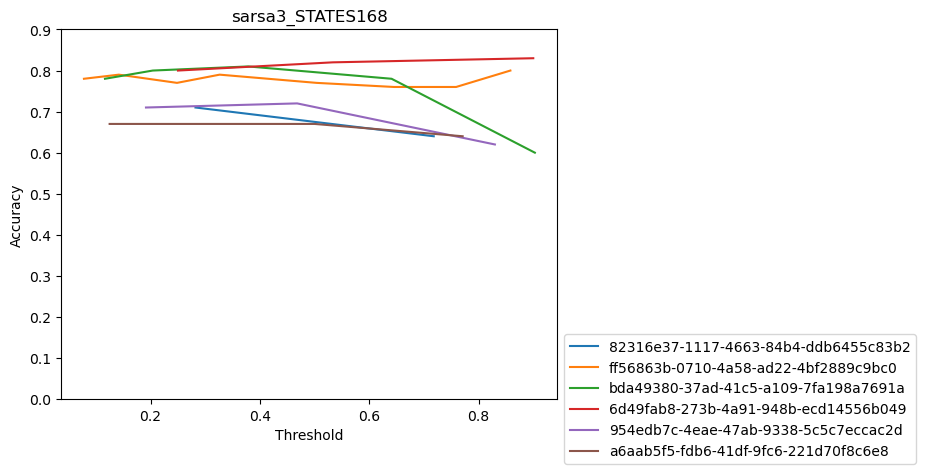 sarsa3_STATES168
0.9
0.8
0.7
0.6
0.5
0.4
0.3
0.2
0.1
0.0
Accuracy
0.2 0.4 0.6 0.8
Threshold
82316e37-1117-4663-84b4-ddb6455c83b2
ff56863b-0710-4a58-ad22-4bf2889c9bc0
bda49380-37ad-41c5-a109-7fa198a7691a
6d49fab8-273b-4a91-948b-ecd14556b049
954edb7c-4eae-47ab-9338-5c5c7eccac2d
a6aab5f5-fdb6-41df-9fc6-221d70f8c6e8